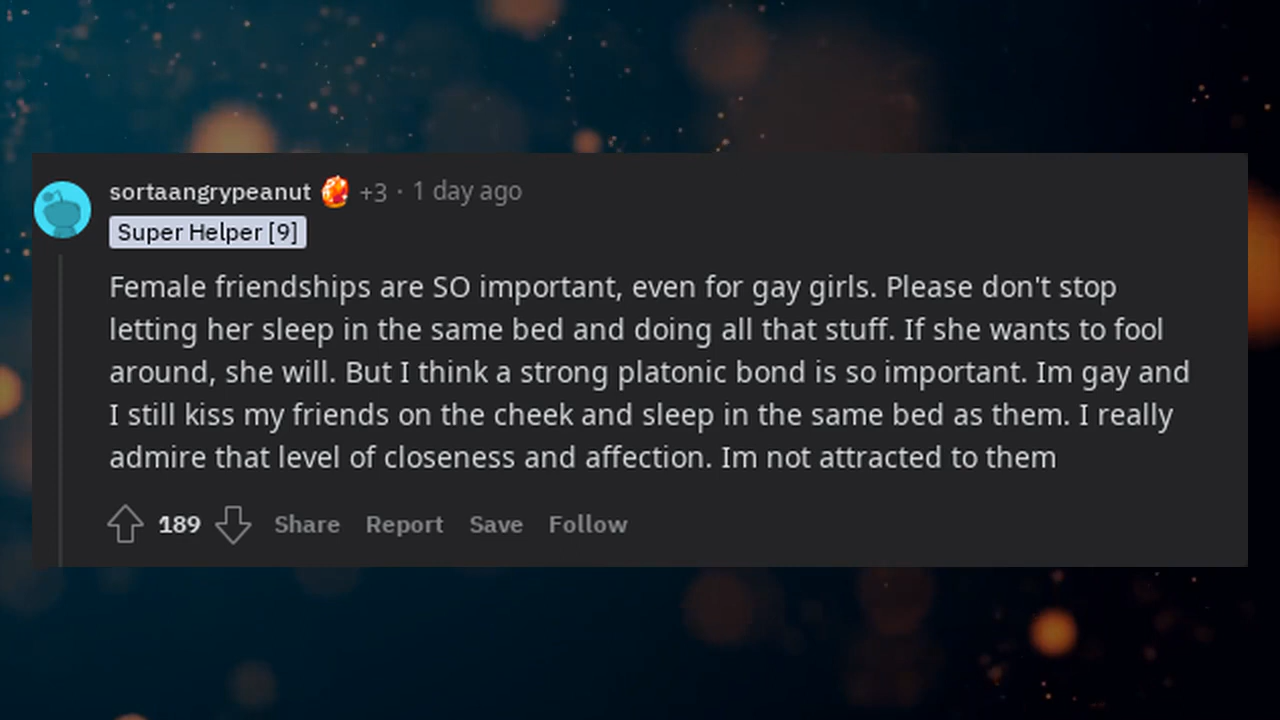 sortaangrypeanut +3 · 1 day ago
Super Helper [9]
Female friendships are SO important, even for gay girls. Please don't stop
letting her sleep in the same bed and doing all that stuff. If she wants to fool
around, she will. But I think a strong platonic bond is so important. Im gay and
I still kiss my friends on the cheek and sleep in the same bed as them. I really
admire that level of closeness and affection. Im not attracted to them
189 Share Report Save Follow